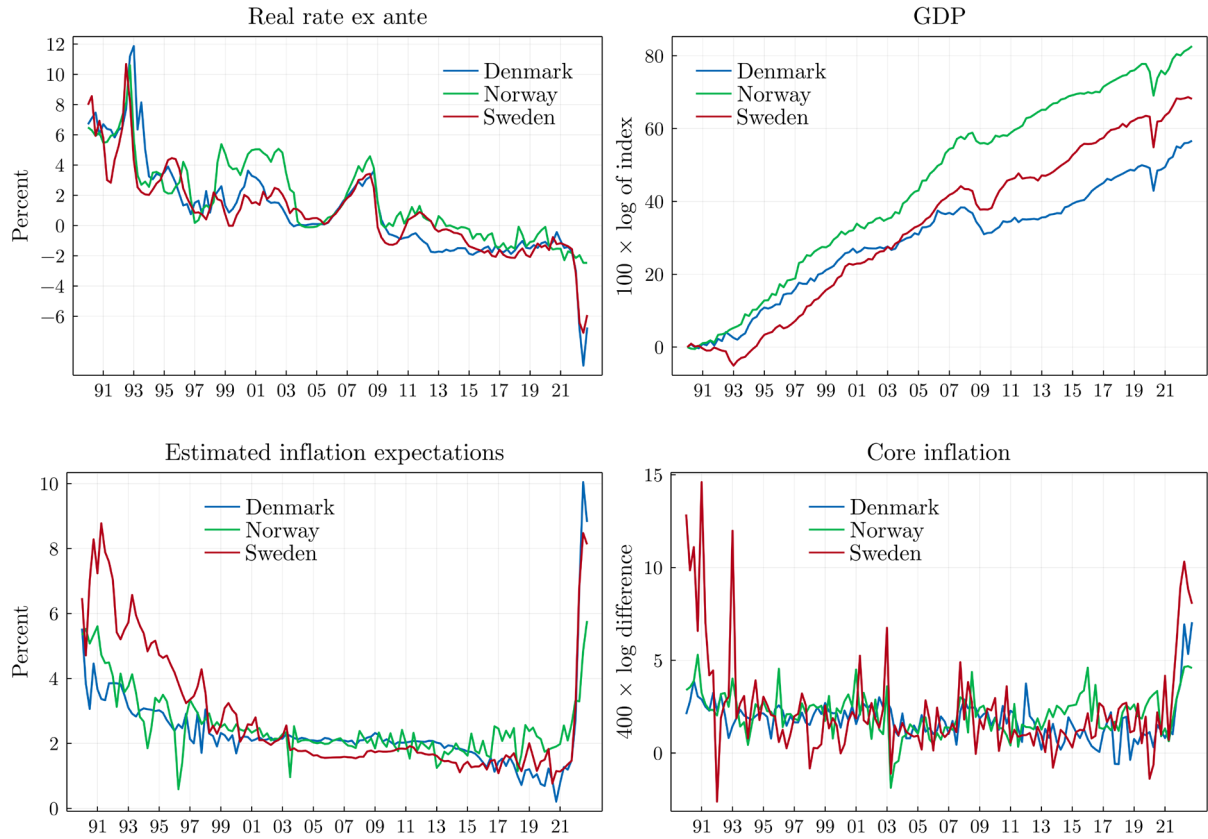 Real rate ex ante
Percent
12
10
8
6
4
2
0
−2
−4
−6
Denmark
Norway
Sweden
91 93 95 97 99 01 03 05 07 09 11 13 15 17 19 21
GDP
100 × log of index
80
60
40
20
0
Denmark
Norway
Sweden
91 93 95 97 99 01 03 05 07 09 11 13 15 17 19 21
Estimated inflation expectations
Percent
10
8
6
4
2
0
Denmark
Norway
Sweden
91 93 95 97 99 01 03 05 07 09 11 13 15 17 19 21
Core inflation
400 × log difference
15
10
5
0
Denmark
Norway
Sweden
91 93 95 97 99 01 03 05 07 09 11 13 15 17 19 21